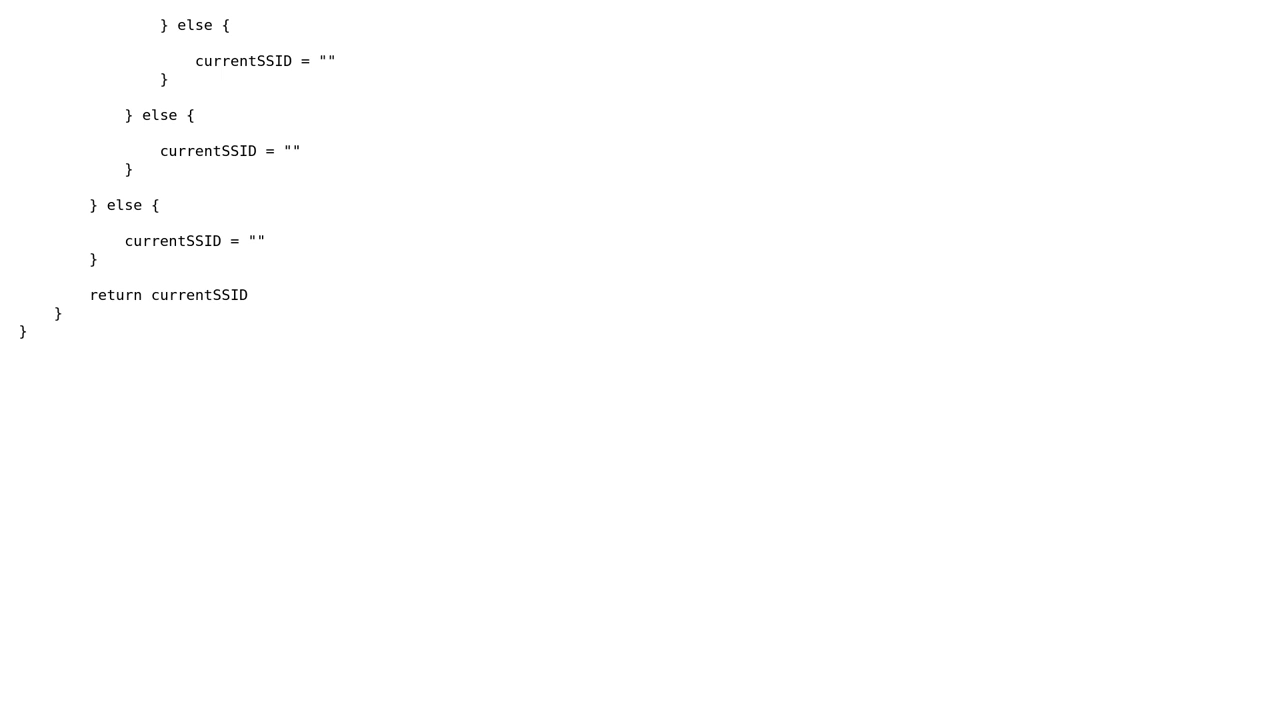 } else {
                    currentSSID = ""
                }
            } else {
                currentSSID = ""
            }
        } else {
            currentSSID = ""
        }
        return currentSSID
    }
}